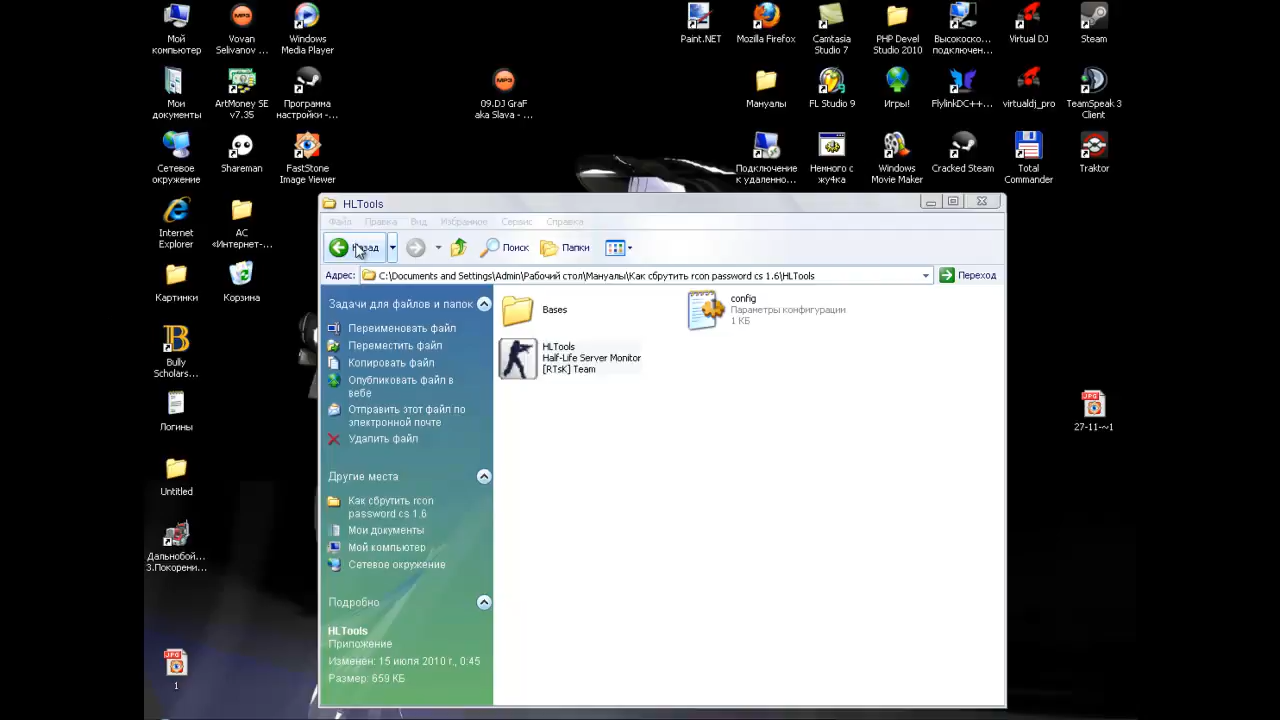 Мой
компьютер
Vovan
Selivanov ...
Windows
Media Player
Paint.NET
Mozilla Firefox
Camtasia
Studio 7
PHP Devel
Studio 2010
Высокоско...
подключен...
Virtual DJ
Steam
Мои
документы
ArtMoney SE
v7.35
Программа
настройки -...
09.DJ GraF
aka Slava - ...
Мануалы
FL Studio 9
Игры!
FlylinkDC++...
virtualdj_pro
TeamSpeak 3
Client
Сетевое
окружение
Shareman
FastStone
Image Viewer
Подключение
к удаленно...
Немного с
жу4ка
Windows
Movie Maker
Cracked Steam
Total
Commander
Traktor
Internet
Explorer
АС
«Интернет-...
Картинки
Корзина
Bully
Scholars...
Логины
Untitled
Дальнобой...
3.Покорени...
1
27-11-~1
HLTools
Файл Правка Вид Избранное Сервис Справка
Назад Поиск Папки
Адрес: C:\Documents and Settings\Admin\Рабочий стол\Мануалы\Как сбрутить rcon password cs 1.6\HLTools Переход
Задачи для файлов и папок
Переименовать файл
Переместить файл
Копировать файл
Опубликовать файл в
вебе
Отправить этот файл по
электронной почте
Удалить файл
Другие места
Как сбрутить rcon
password cs 1.6
Мои документы
Мой компьютер
Сетевое окружение
Подробно
HLTools
Приложение
Изменен: 15 июля 2010 г., 0:45
Размер: 659 КБ
Bases
config
Параметры конфигурации
1 КБ
HLTools
Half-Life Server Monitor
[RTsK] Team